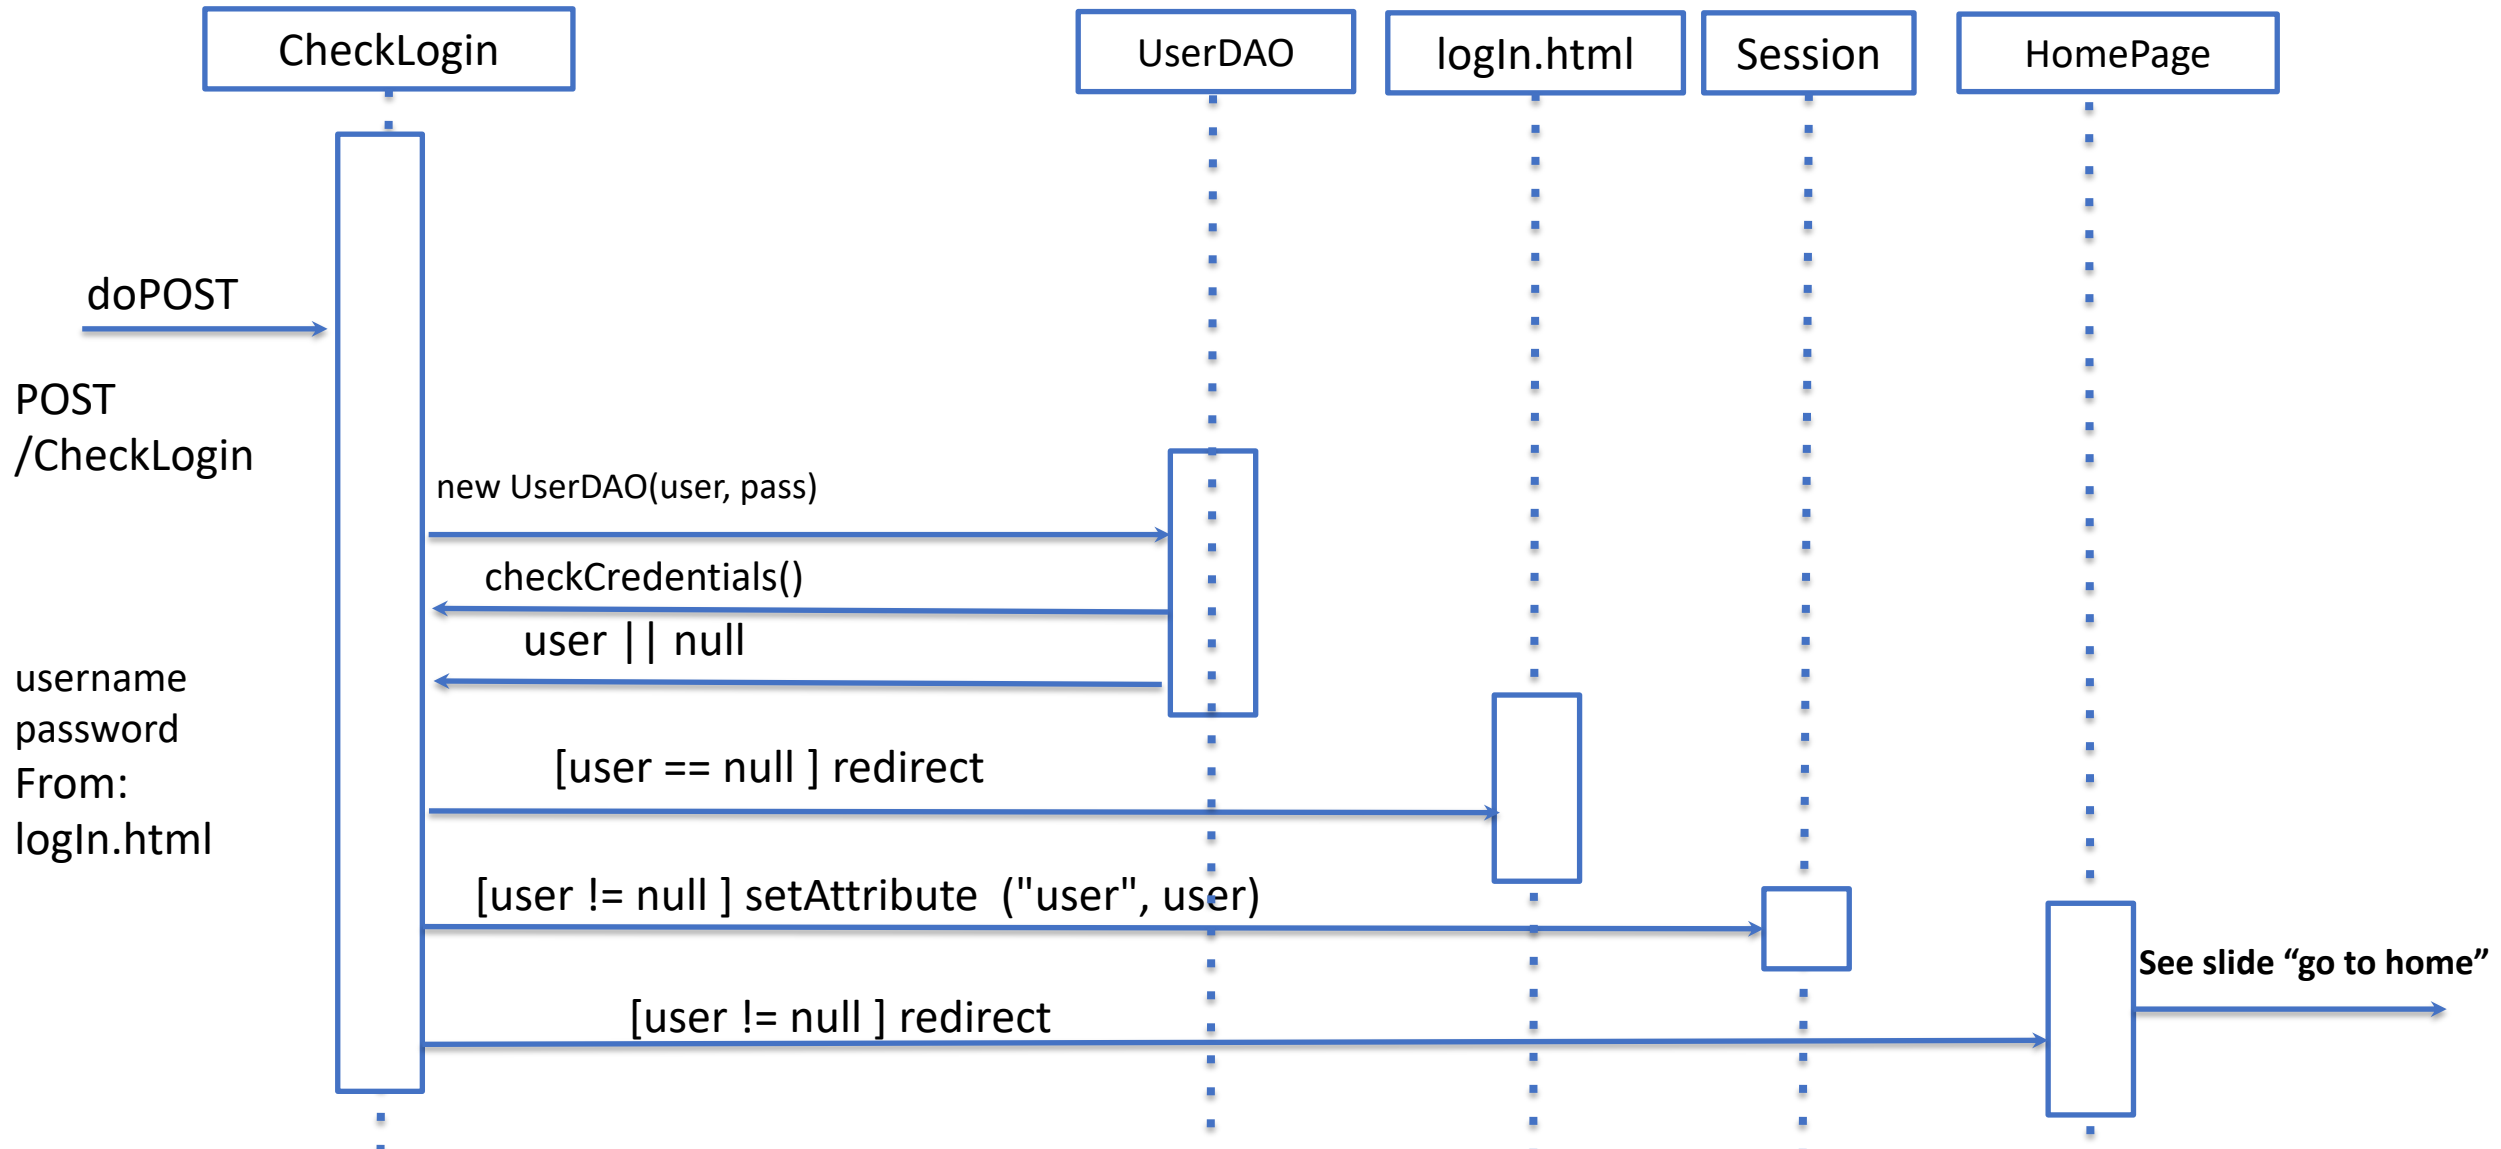 CheckLogin
UserDAO
logIn.html
Session
HomePage
doPOST
POST
/CheckLogin
new UserDAO(user, pass)
checkCredentials()
user || null
username
password
From:
logIn.html
[user == null ] redirect
[user != null ] setAttribute  ("user", user)
See slide “go to home”
[user != null ] redirect